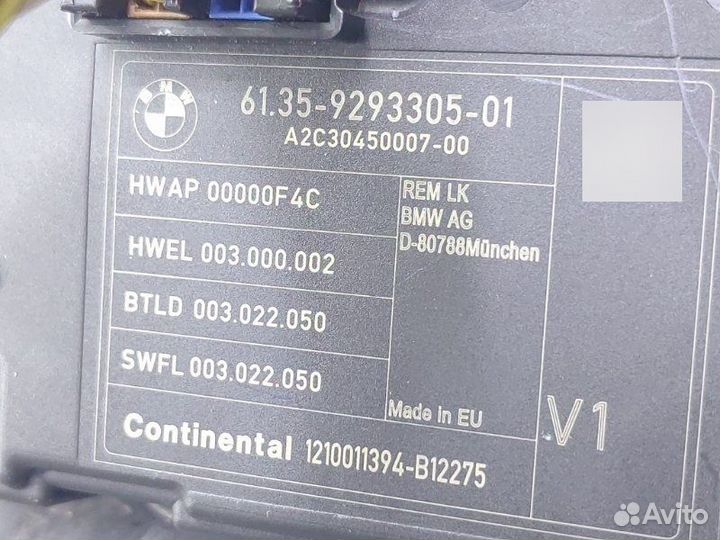 BMW
61.35-9293305-01
A2C30450007-00
HWAP 00000F4C
HWEL 003.000.002
BTLD 003.022.050
SWFL 003.022.050
REM LK
BMW AG
D-80788München
Made in EU
Continental 1210011394-B12275
V1
Avito